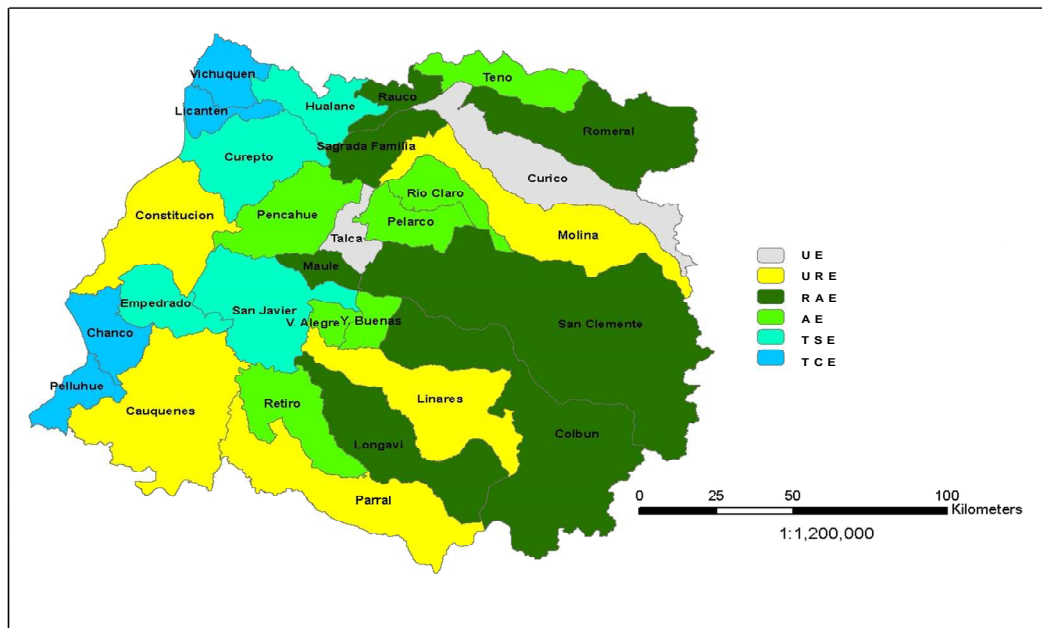 Vichuquen
Teno
Rauco
Hualane
Licanten
Romeral
Sagrada Familia
Curepto
Curico
Rio Claro
Constitucion
Pencahue
Pelarco
Talca
Molina
Maule
Empedrado
San Javier
V. Alegre
Y. Buenas
San Clemente
Chanco
Pelluhue
Cauquenes
Retiro
Linares
Longavi
Colbun
Parral
U E
U R E
R A E
A E
T S E
T C E
0 25 50 100
Kilometers
1:1,200,000